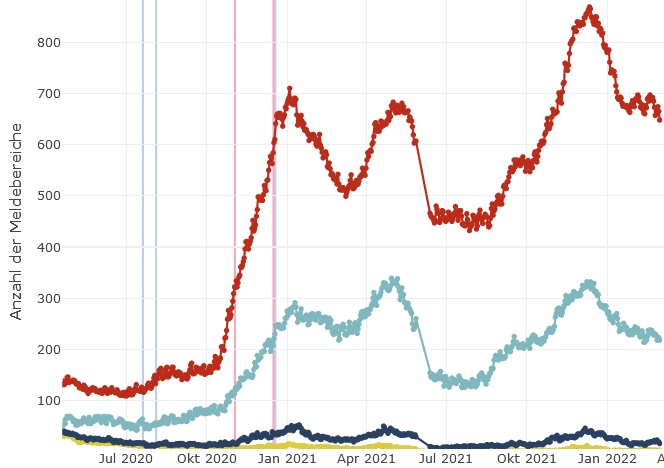 Anzahl der Meldebereiche
800
700
600
500
400
300
200
100
Jul 2020
Okt 2020
Jan 2021
Apr 2021
Jul 2021
Okt 2021
Jan 2022
A